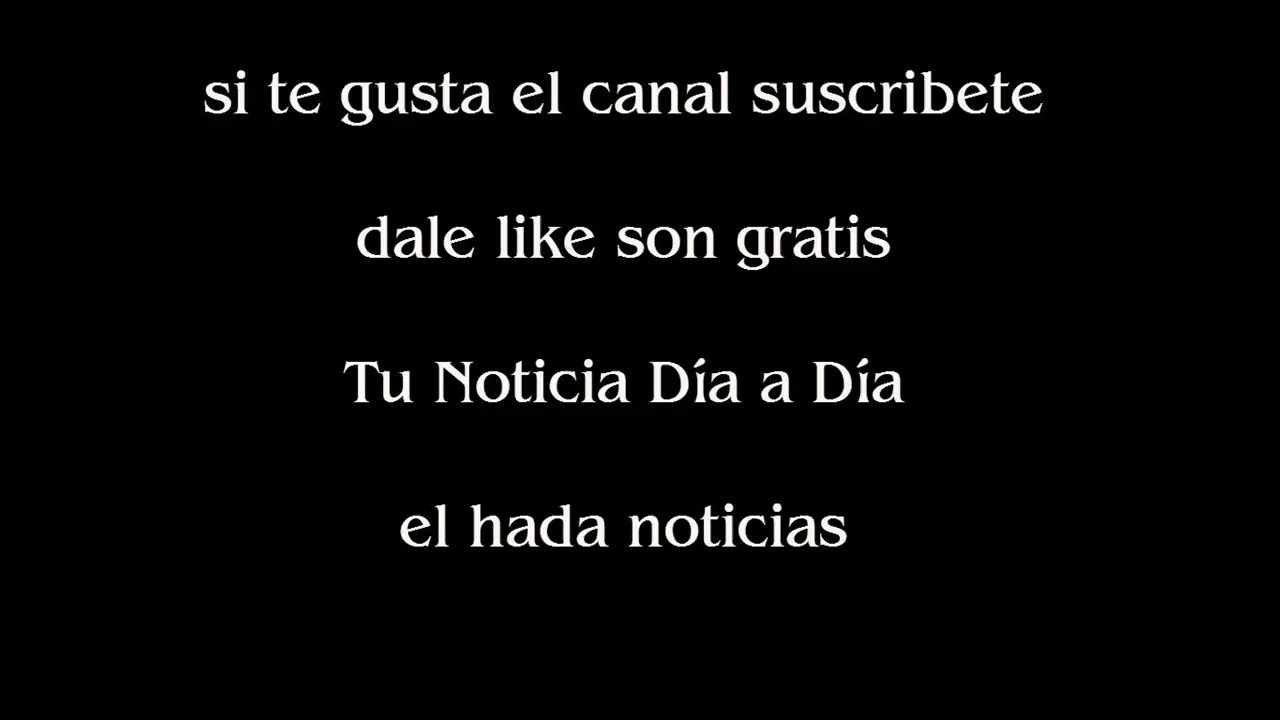 si te gusta el canal suscribete
dale like son gratis
Tu Noticia Día a Día
el hada noticias